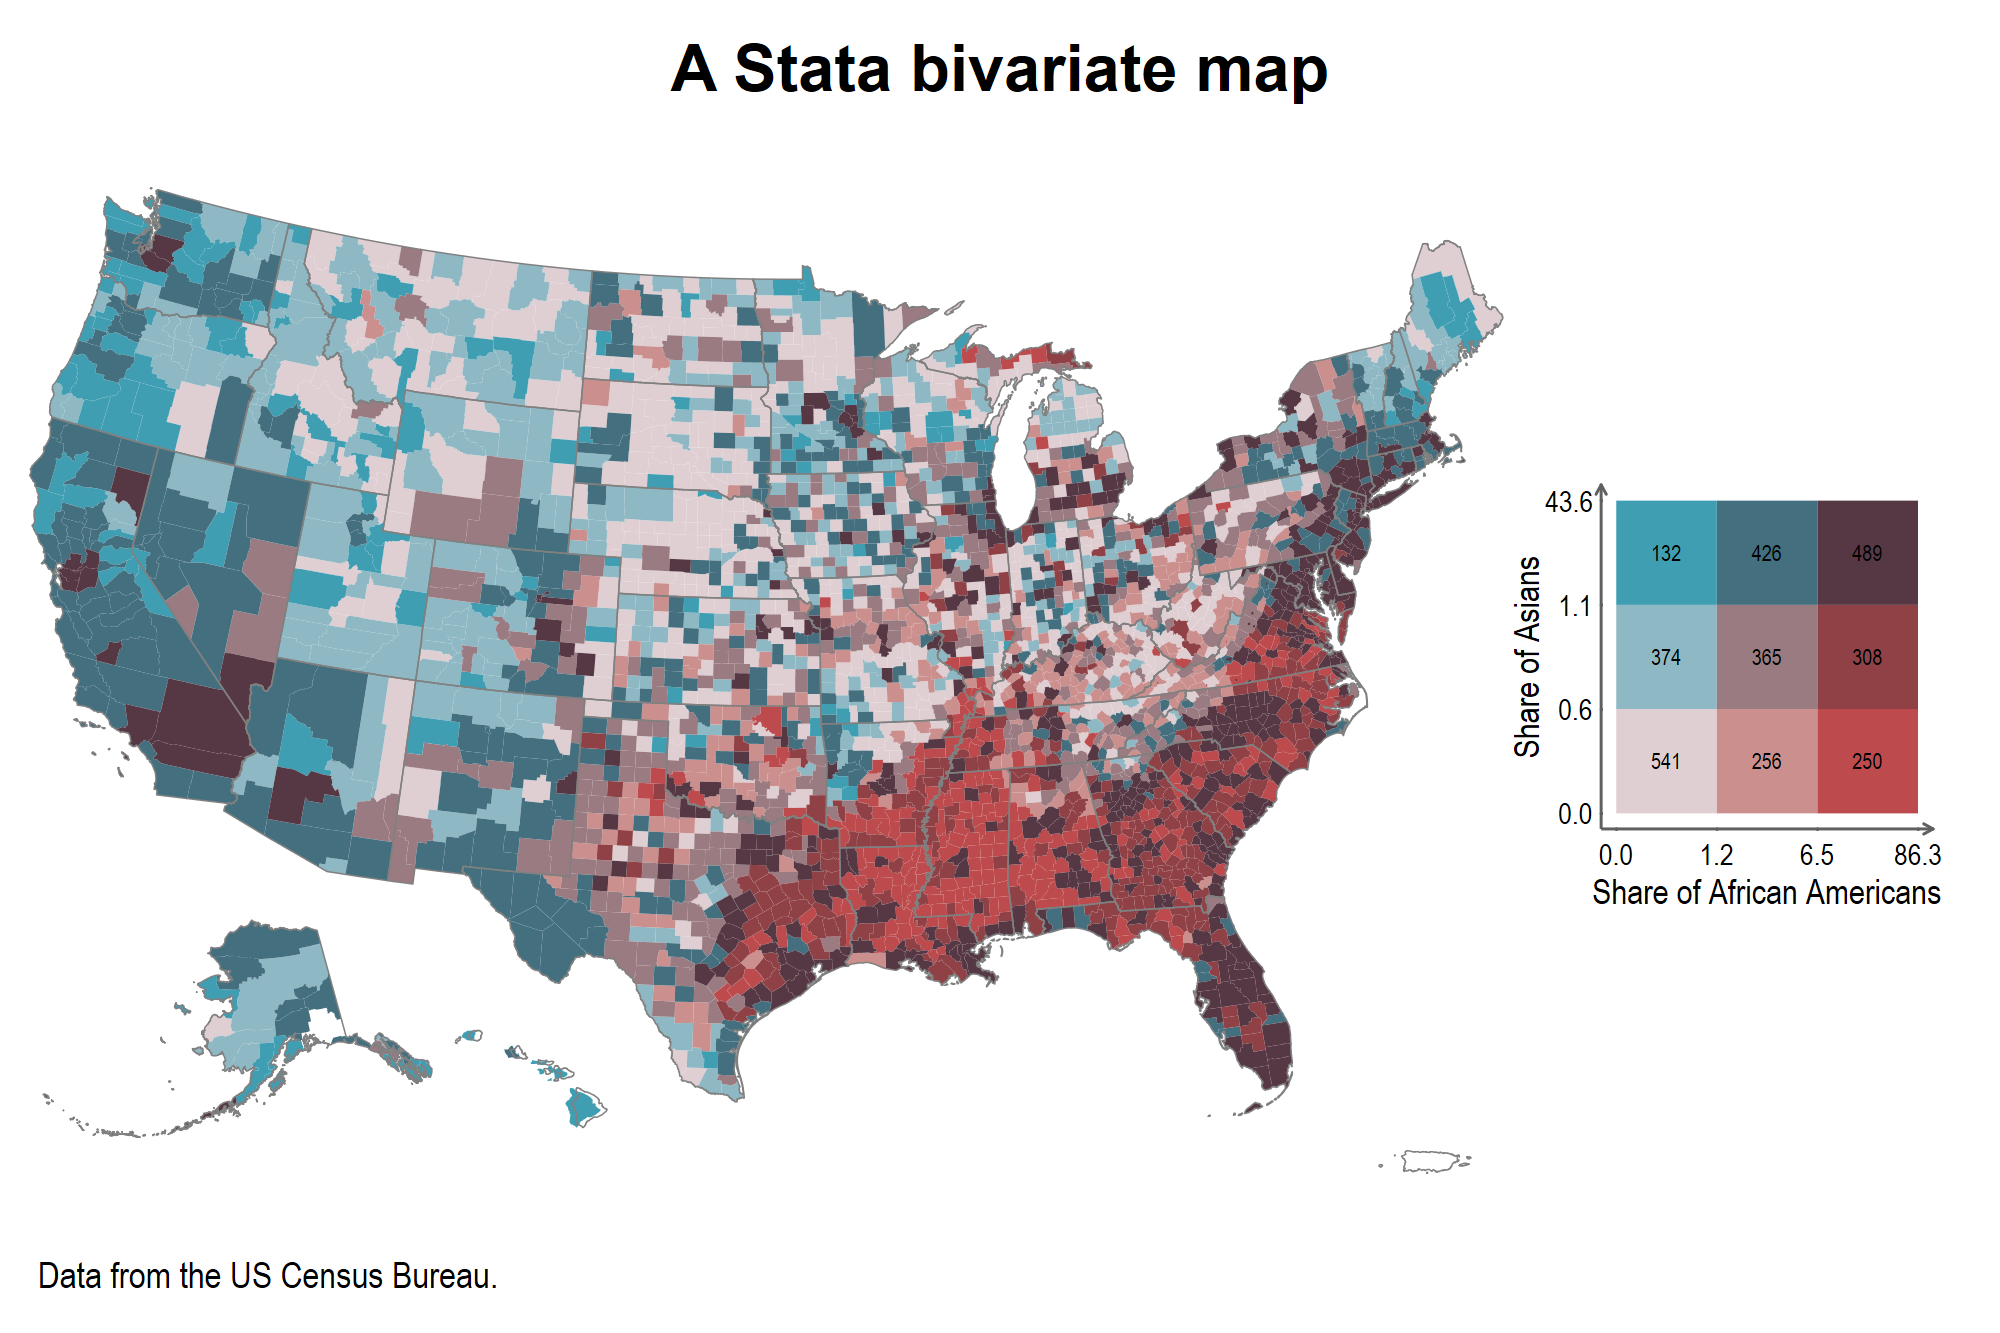 A Stata bivariate map
43.6
132 426 489
1.1
Share of Asians
374 365 308
0.6
541 256 250
0.0
0.0 1.2 6.5 86.3
Share of African Americans
Data from the US Census Bureau.